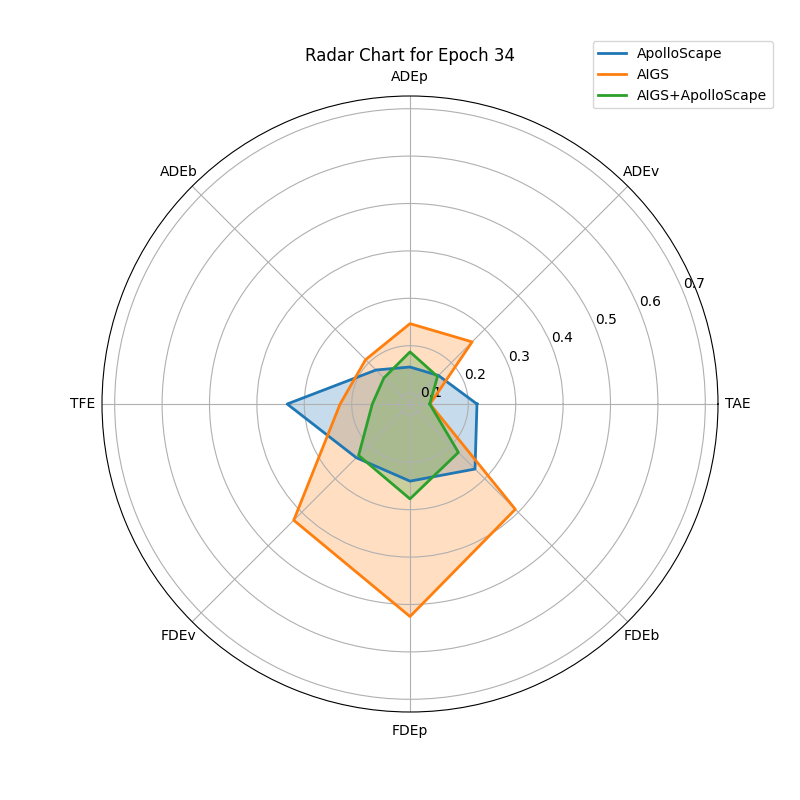 Radar Chart for Epoch 34
ApolloScape
AIGS
AIGS+ApolloScape
ADEp
ADEb
ADEv
0.7
0.6
0.5
0.4
0.3
0.2
0.1
TFE
TAE
FDEv
FDEb
FDEp